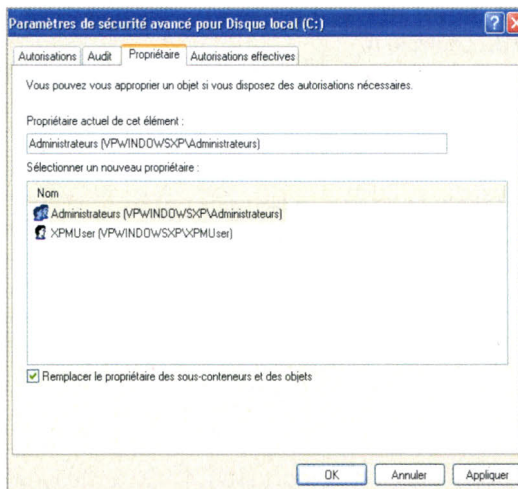 Paramètres de sécurité avancé pour Disque local (C:)
Autorisations Audit Propriétaire Autorisations effectives
Vous pouvez vous approprier un objet si vous disposez des autorisations nécessaires.
Propriétaire actuel de cet élément :
Administrateurs (VPWINDOWSXP\Administrateurs)
Sélectionner un nouveau propriétaire :
Nom
Administrateurs (VPWINDOWSXP\Administrateurs)
XPMUser (VPWINDOWSXP\XPMUser)
Remplacer le propriétaire des sous-conteneurs et des objets
OK Annuler Appliquer